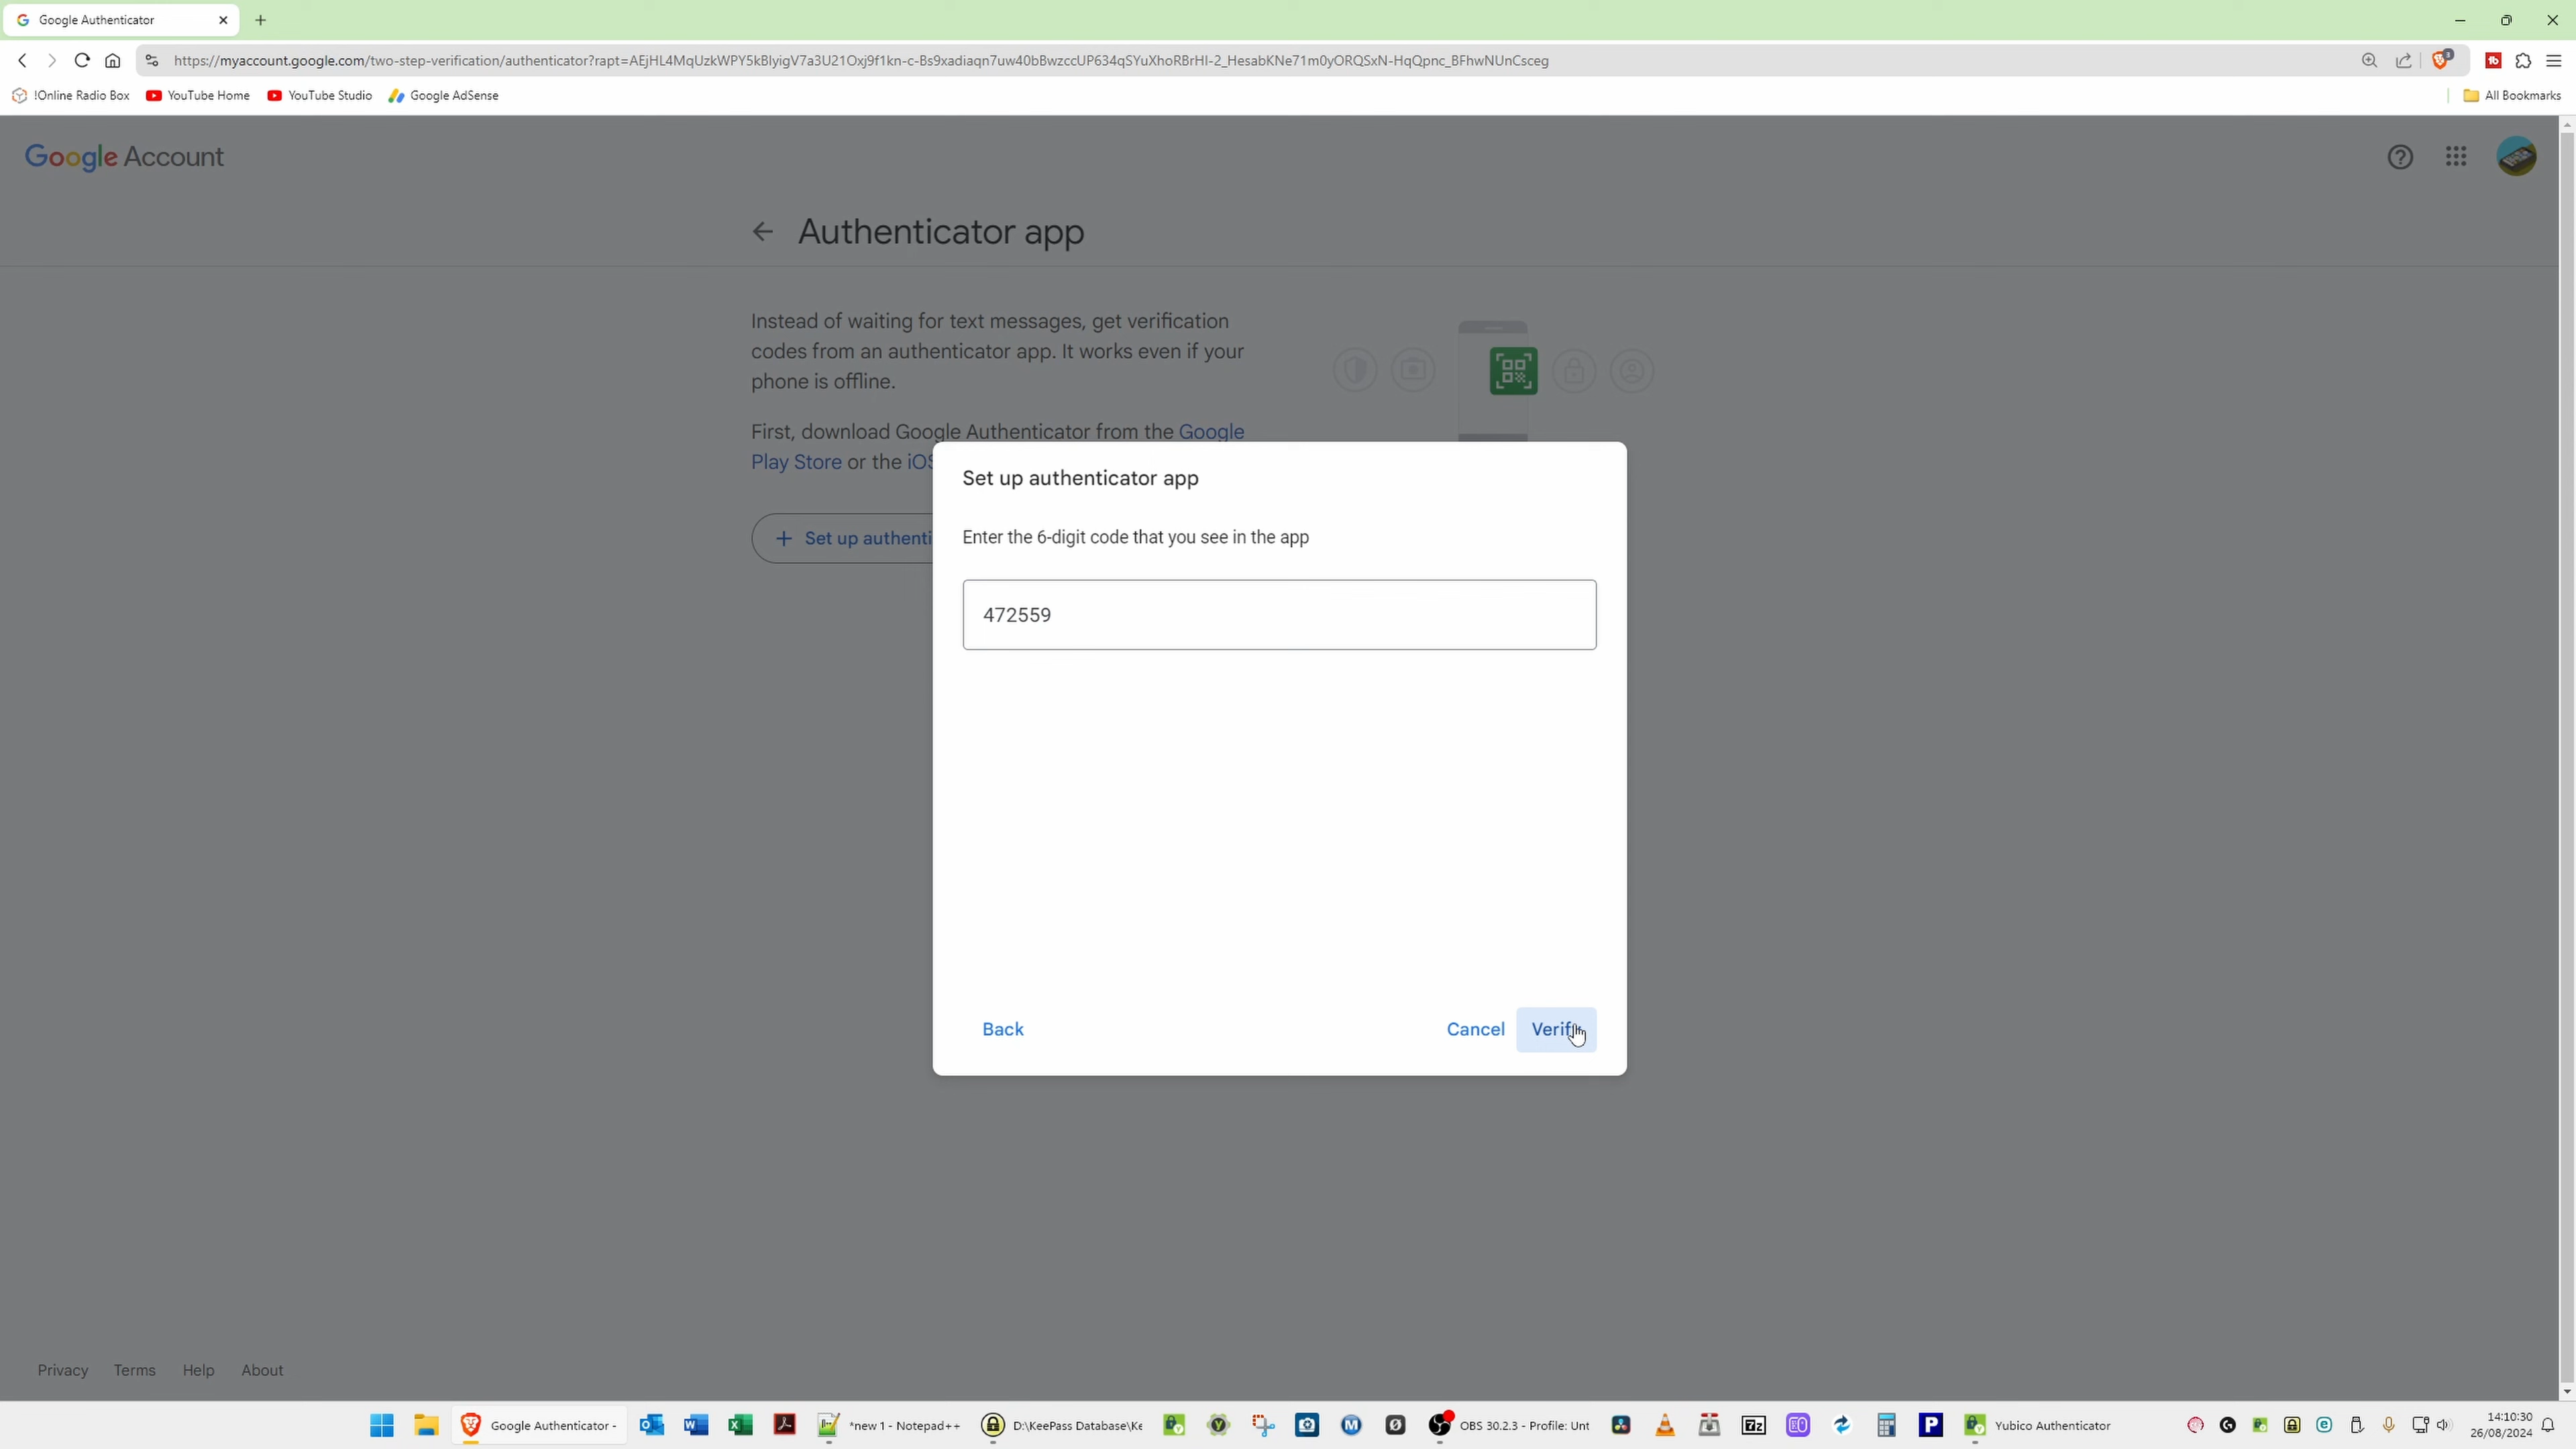 Google Authenticator
https://myaccount.google.com/two-step-verification/authenticator?rapt=AEjHL4MqUzkWPY5kBlyigV7a3U21Oxj9f1kn-c-Bs9xadiaqn7uw40bBwzccUP634qSYuXhoRBrHI-2_HesabKNe71m0yORQSxN-HqQpnc_BFhwNUnCsceg
3
!Online Radio Box
YouTube Home
YouTube Studio
Google AdSense
All Bookmarks
Google Account
Authenticator app
Instead of waiting for text messages, get verification
codes from an authenticator app. It works even if your
phone is offline.
First, download Google Authenticator from the Google
Play Store or the iOS
+ Set up authenti
Set up authenticator app
Enter the 6-digit code that you see in the app
472559
Back
Cancel
Verify
Privacy
Terms
Help
About
Google Authenticator -
*new 1 - Notepad++
D:\KeePass Database\Ke
OBS 30.2.3 - Profile: Unt
Yubico Authenticator
14:10:30
26/08/2024